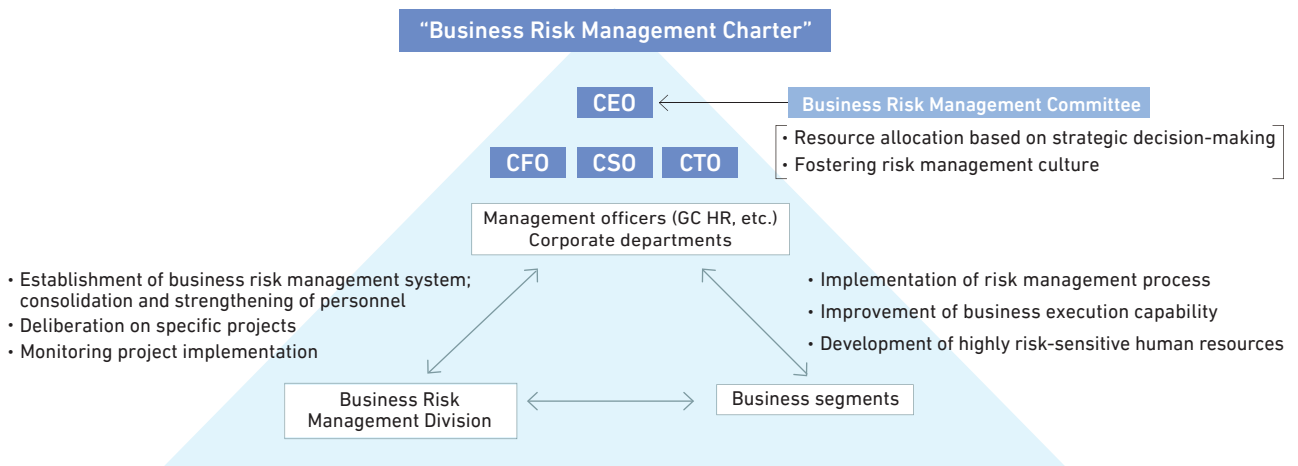 “Business Risk Management Charter”
CEO
Business Risk Management Committee
・Resource allocation based on strategic decision-making
・Fostering risk management culture
CFO CSO CTO
Management officers (GC HR, etc.)
Corporate departments
・Establishment of business risk management system;
consolidation and strengthening of personnel
・Deliberation on specific projects
・Monitoring project implementation
・Implementation of risk management process
・Improvement of business execution capability
・Development of highly risk-sensitive human resources
Business Risk
Management Division
Business segments